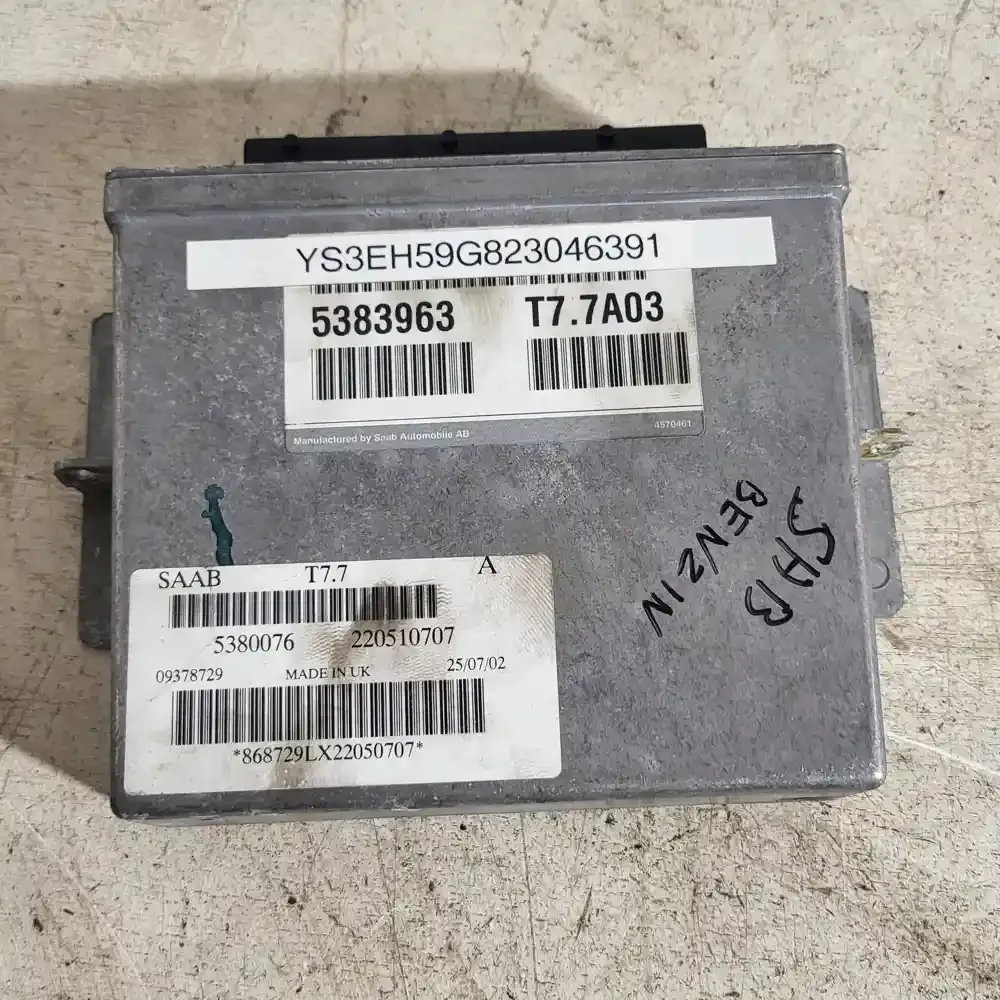 YS3EH59G823046391
5383963 T7.7A03
Manufactured by Saab Automobile AB 4570461
SAAB T7.7 A
5380076 220510707
09378729 MADE IN UK 25/07/02
*868729LX22050707*
SAAB
BENZIN